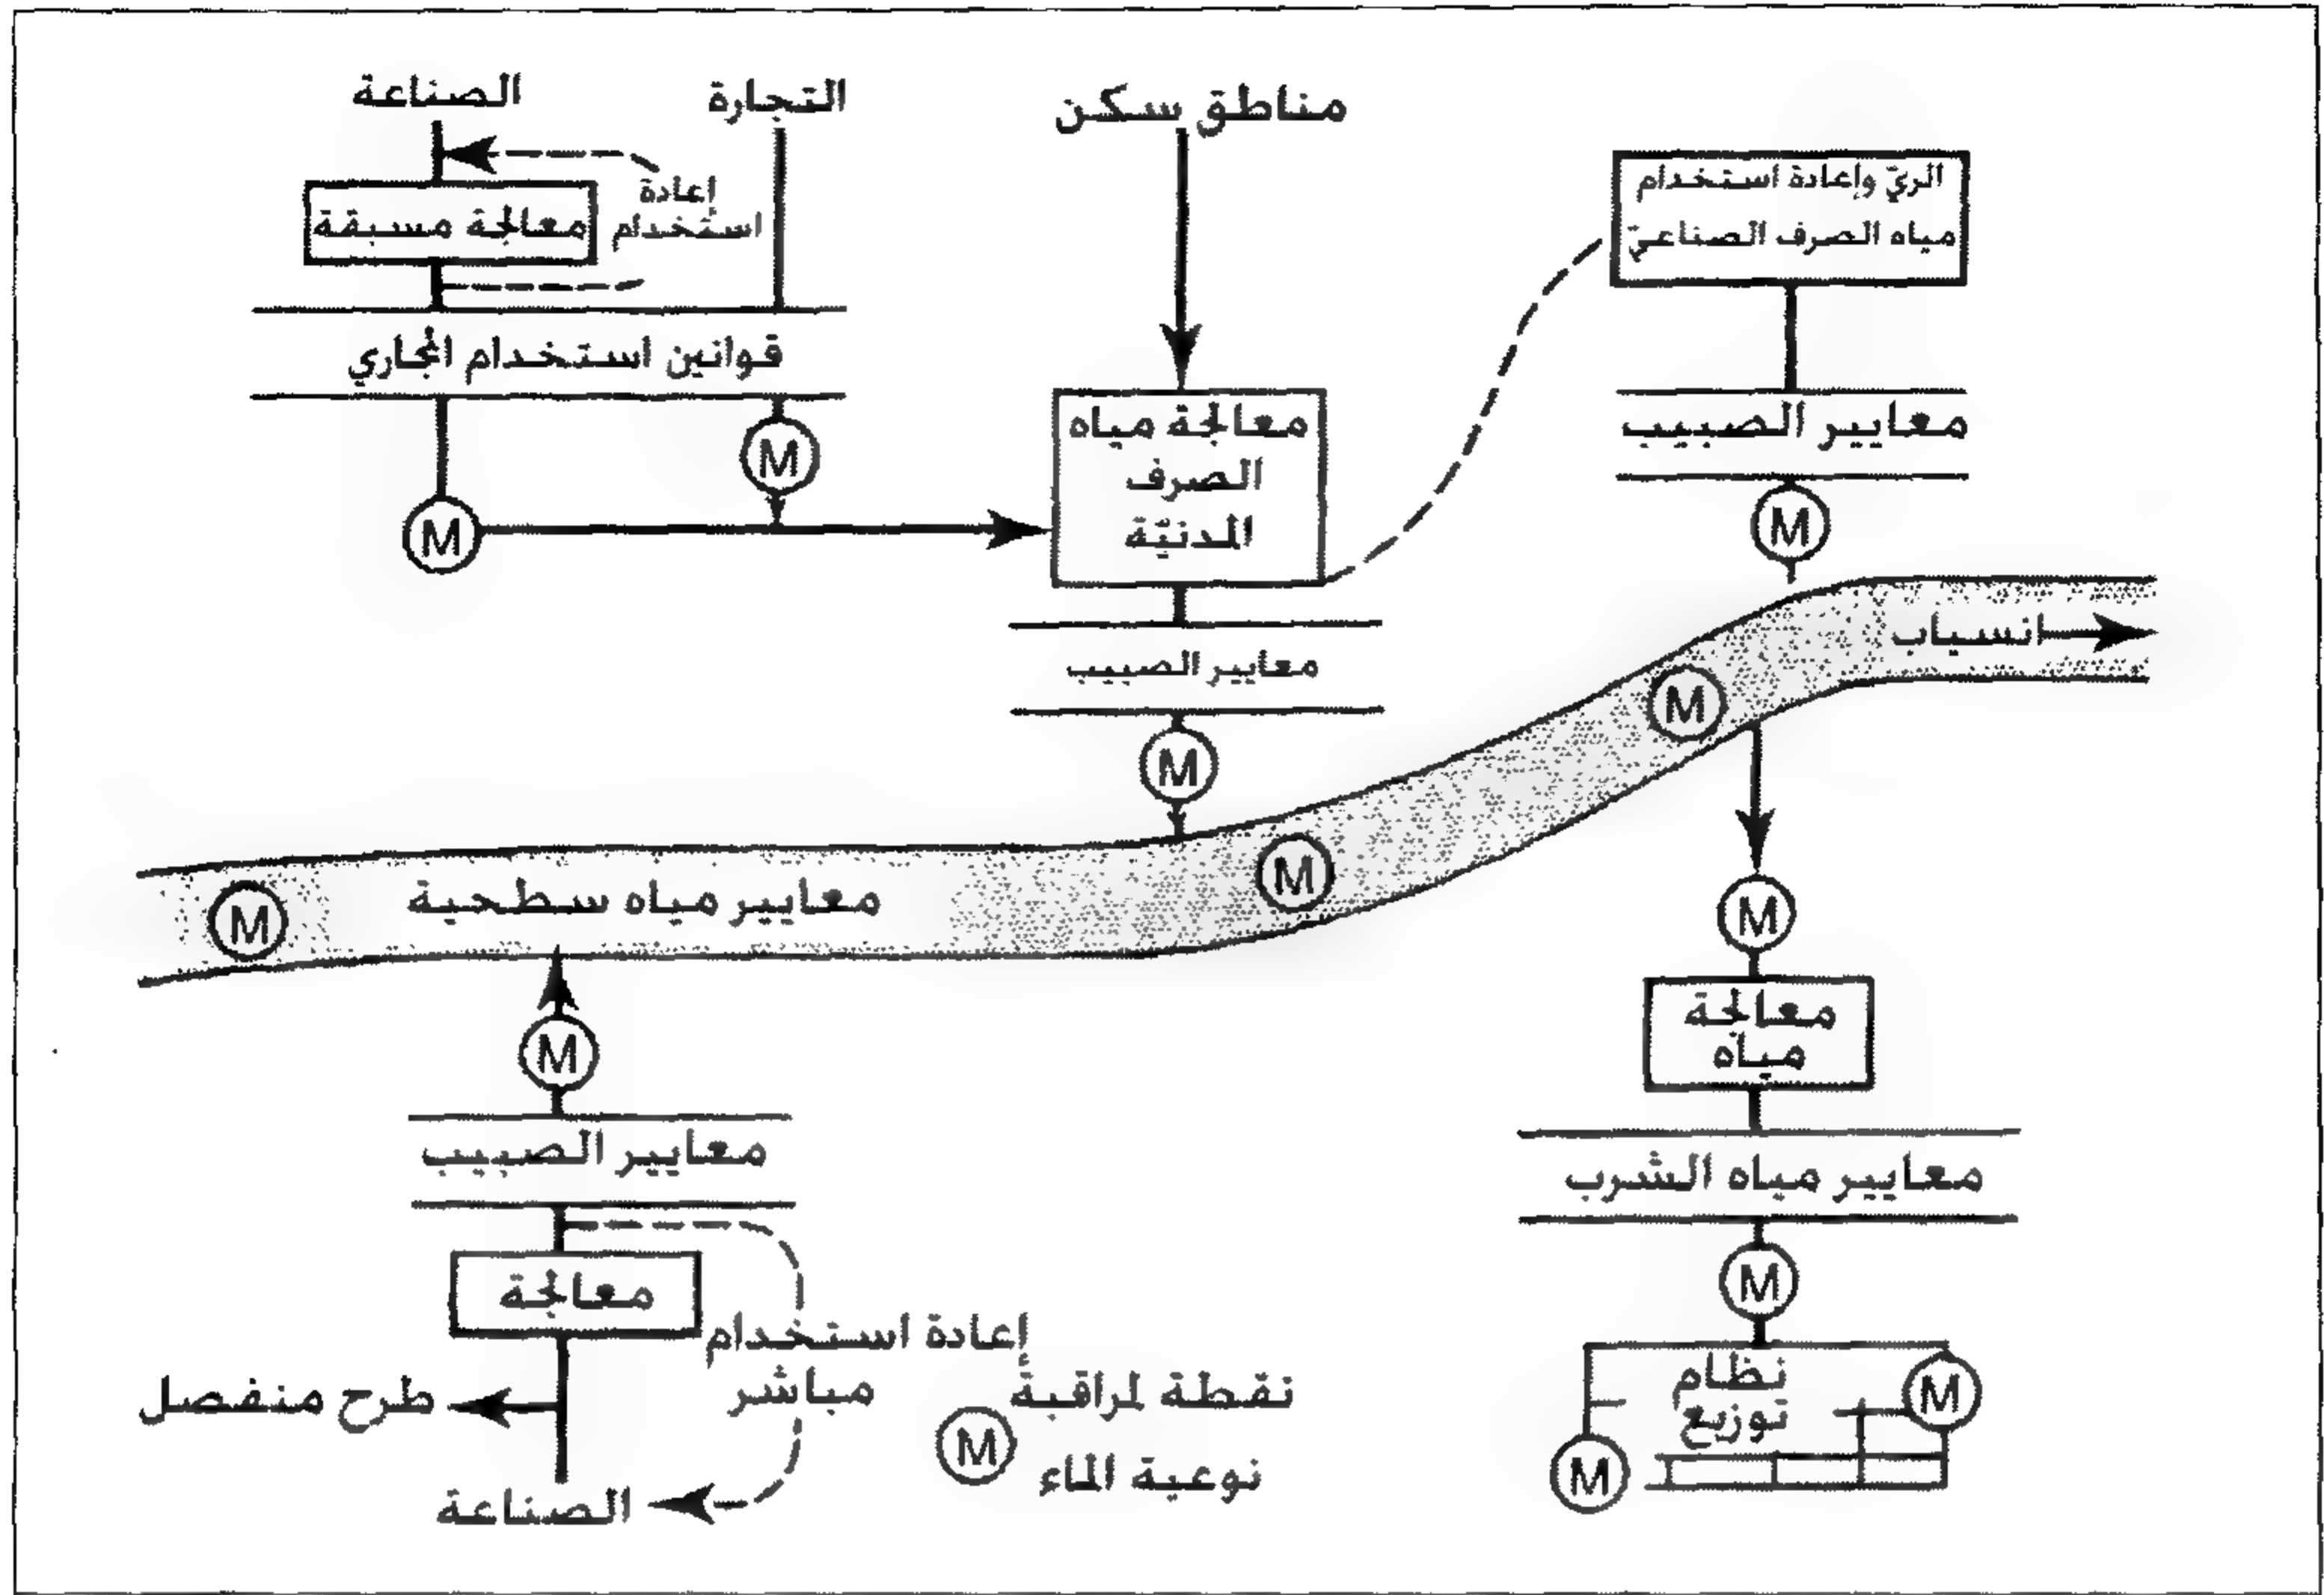 الصناعة
التجارة
مناطق سكن
إعادة
استخدام
معالجة مسبقة
الريّ وإعادة استخدام
مياه الصرف الصناعيّ
قوانين استخدام المجاري
M
M
معالجة مياه
الصرف
المدنيّة
معايير الصبيب
M
معايير الصبيب
M
انسياب
M
M
M
معايير مياه سطحية
M
M
معالجة
مياه
M
معايير الصبيب
معايير مياه الشرب
معالجة
M
إعادة استخدام
مباشر
طرح منفصل
الصناعة
نقطة لمراقبة
نوعية الماء
M
نظام
توزيع
M
M